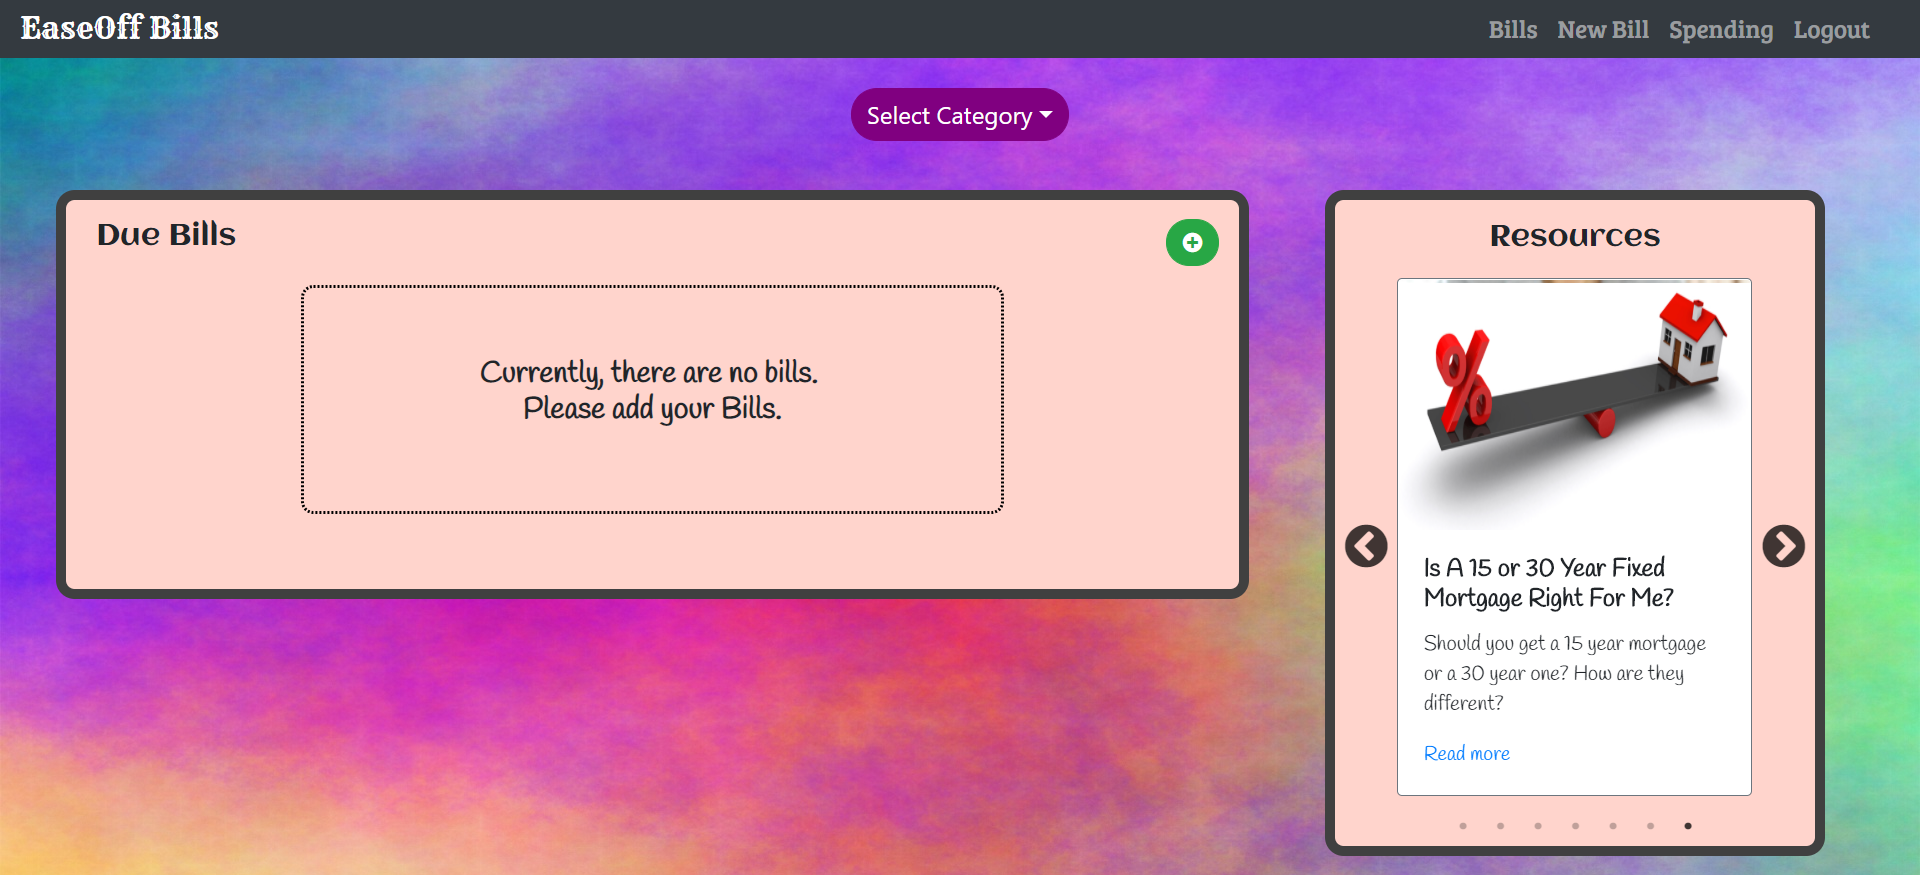 EaseOff Bills
Bills New Bill Spending Logout
Select Category
Due Bills
Currently, there are no bills.
Please add your Bills.
Resources
%
Is A 15 or 30 Year Fixed
Mortgage Right For Me?
Should you get a 15 year mortgage
or a 30 year one? How are they
different?
Read more